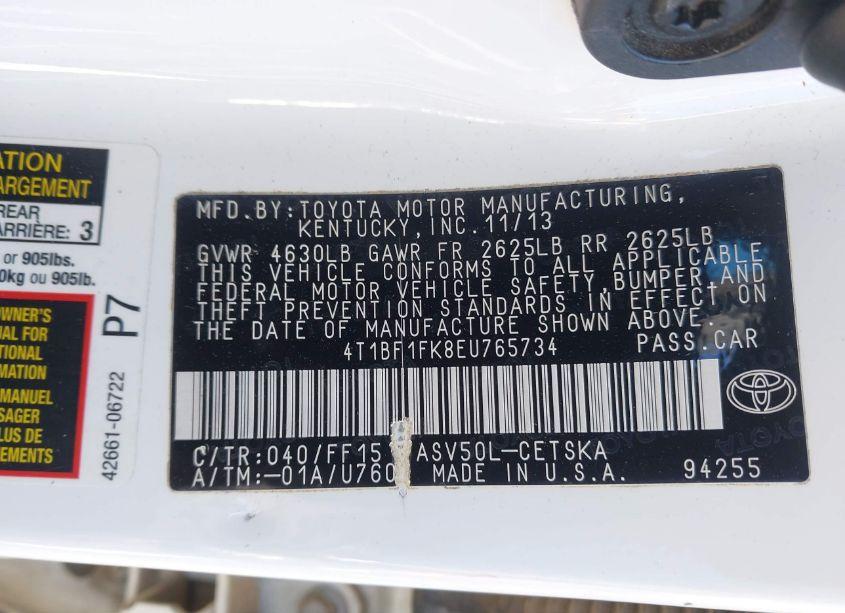 ATION
ARGEMENT
REAR
ARRIÈRE: 3
or 905lbs.
0kg ou 905lb.
OWNER'S
UAL FOR
TIONAL
RMATION
MANUEL
SAGER
LUS DE
EMENTS
P7
42661-06722
MFD.BY:TOYOTA MOTOR MANUFACTURING,
KENTUCKY,INC.11/13
GVWR 4630LB GAWR FR 2625LB RR 2625LB
THIS VEHICLE CONFORMS TO ALL APPLICABLE
FEDERAL MOTOR VEHICLE SAFETY,BUMPER,AND
THEFT PREVENTION STANDARDS IN EFFECT ON
THE DATE OF MANUFACTURE SHOWN ABOVE.
4T1BF1FK8EU765734 PASS.CAR
C/TR:040/FF15 ASV50L-CETSKA
A/TM:-01A/U760 MADE IN U.S.A. 94255